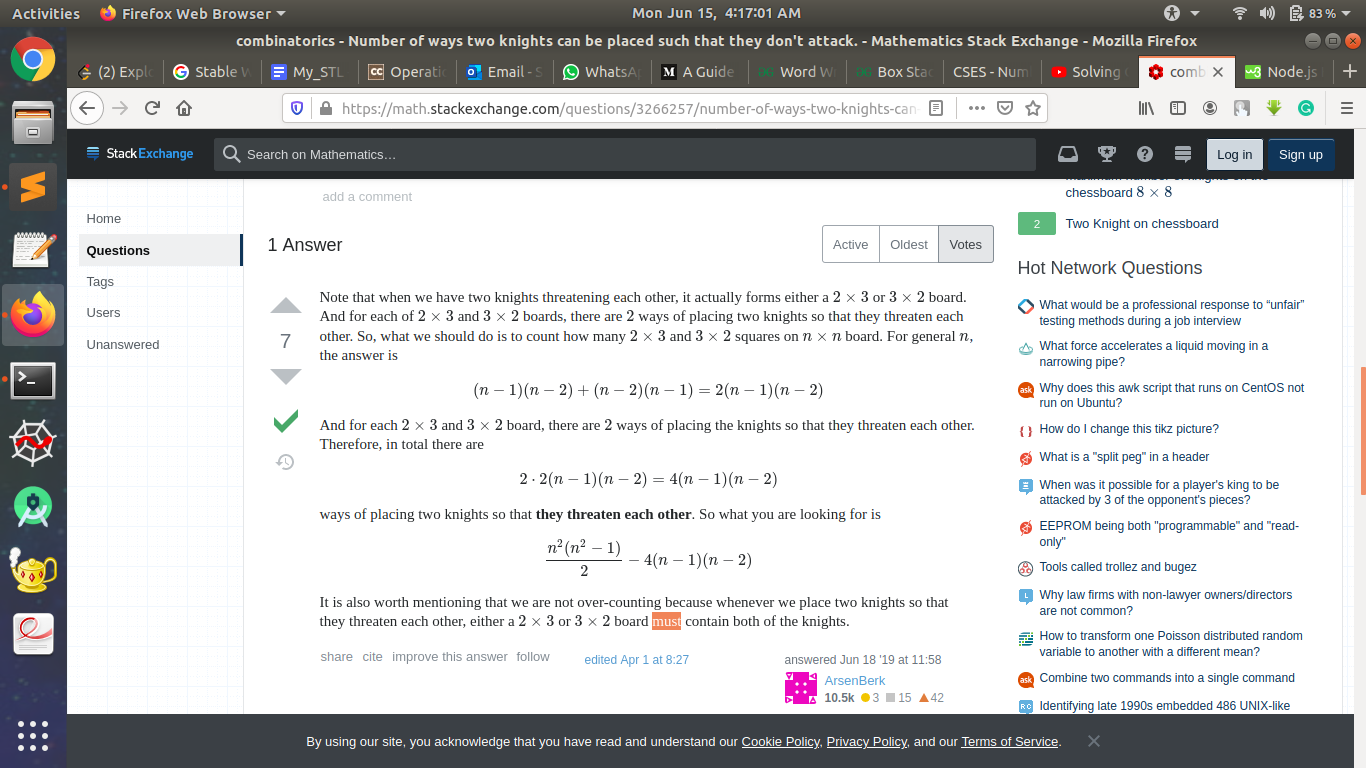 Activities Firefox Web Browser Mon Jun 15, 4:17:01 AM 83 %
combinatorics - Number of ways two knights can be placed such that they don't attack. - Mathematics Stack Exchange - Mozilla Firefox
(2) Explo Stable W My_STL Operatio Email - S WhatsA A Guide Word W Box Stac CSES - Num Solving comb Node.js
https://math.stackexchange.com/questions/3266257/number-of-ways-two-knights-can-
StackExchange Search on Mathematics… Log in Sign up
Home
Questions
Tags
Users
Unanswered
add a comment
1 Answer
Active Oldest Votes
7
Note that when we have two knights threatening each other, it actually forms either a 2 × 3 or 3 × 2 board.
And for each of 2 × 3 and 3 × 2 boards, there are 2 ways of placing two knights so that they threaten each
other. So, what we should do is to count how many 2 × 3 and 3 × 2 squares on n × n board. For general n,
the answer is
(n − 1)(n − 2) + (n − 2)(n − 1) = 2(n − 1)(n − 2)
And for each 2 × 3 and 3 × 2 board, there are 2 ways of placing the knights so that they threaten each other.
Therefore, in total there are
2 · 2(n − 1)(n − 2) = 4(n − 1)(n − 2)
ways of placing two knights so that they threaten each other. So what you are looking for is
n²(n² − 1)
2
− 4(n − 1)(n − 2)
It is also worth mentioning that we are not over-counting because whenever we place two knights so that
they threaten each other, either a 2 × 3 or 3 × 2 board must contain both of the knights.
share cite improve this answer follow
edited Apr 1 at 8:27
answered Jun 18 '19 at 11:58
ArsenBerk
10.5k 3 15 42
maximum number of knights on the
chessboard 8 × 8
2 Two Knight on chessboard
Hot Network Questions
What would be a professional response to “unfair”
testing methods during a job interview
What force accelerates a liquid moving in a
narrowing pipe?
Why does this awk script that runs on CentOS not
run on Ubuntu?
How do I change this tikz picture?
What is a "split peg" in a header
When was it possible for a player's king to be
attacked by 3 of the opponent's pieces?
EEPROM being both "programmable" and "read-
only"
Tools called trollez and bugez
Why law firms with non-lawyer owners/directors
are not common?
How to transform one Poisson distributed random
variable to another with a different mean?
Combine two commands into a single command
Identifying late 1990s embedded 486 UNIX-like
By using our site, you acknowledge that you have read and understand our Cookie Policy, Privacy Policy, and our Terms of Service.